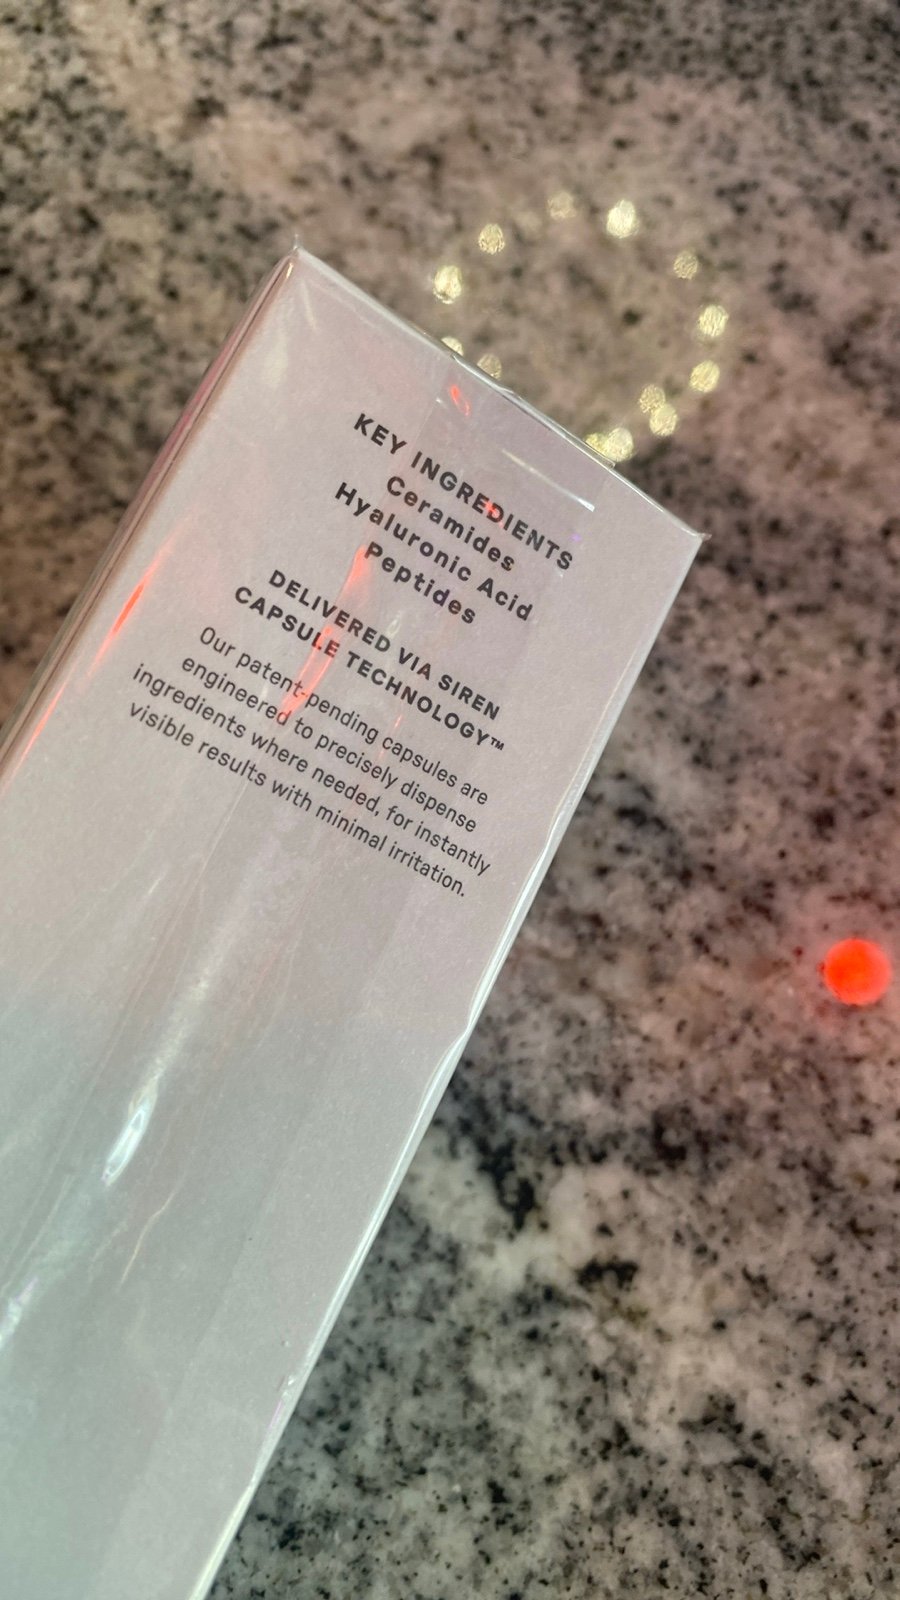 KEY INGREDIENTS
Ceramides
Hyaluronic Acid
Peptides
DELIVERED VIA SIREN
CAPSULE TECHNOLOGY™
Our patent-pending capsules are
engineered to precisely dispense
ingredients where needed, for instantly
visible results with minimal irritation.